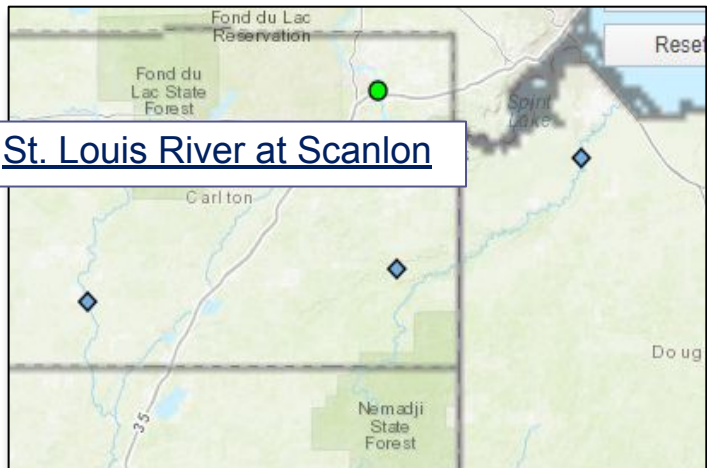 Fond du Lac
Reservation
Reset
Fond du
Lac State
Forest
Spirit
Lake
St. Louis River at Scanlon
Carlton
Doug
35
Nemadji
State
Forest